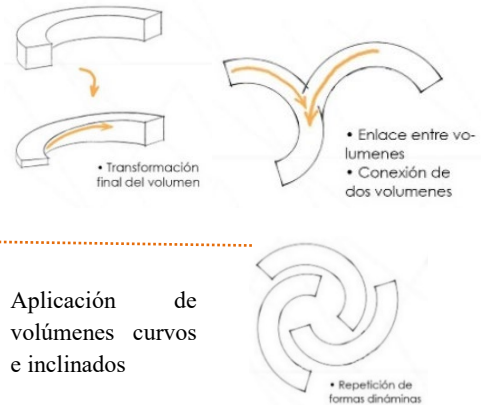 • Transformación
final del volumen
• Enlace entre vo-
lumenes
• Conexión de
dos volumenes
Aplicación de
volúmenes curvos
e inclinados
• Repetición de
formas dináminas